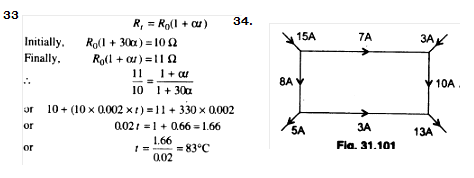 33
R_t = R_0(1 + αt)
Initially, R_0(1 + 30α) = 10 Ω
Finally, R_0(1 + αt) = 11 Ω
∴ 11/10 = (1 + αt)/(1 + 30α)
or 10 + (10 × 0.002 × t) = 11 + 330 × 0.002
or 0.02 t = 1 + 0.66 = 1.66
or t = 1.66/0.02 = 83°C
34.
15A 7A 3A
8A 10A
5A 3A 13A
Fig. 31.101